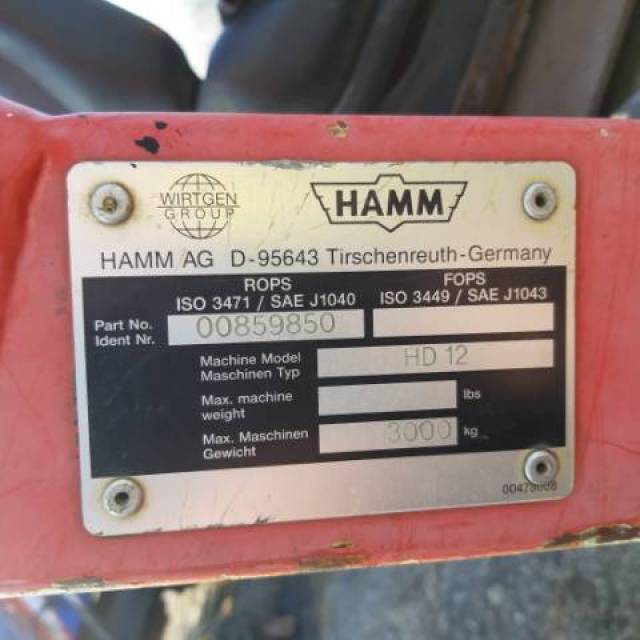 WIRTGEN
GROUP
HAMM
HAMM AG D-95643 Tirschenreuth-Germany
ROPS
ISO 3471 / SAE J1040
FOPS
ISO 3449 / SAE J1043
Part No.
Ident Nr.
00859850
Machine Model
Maschinen Typ
HD 12
Max. machine
weight
lbs
Max. Maschinen
Gewicht
3000
kg